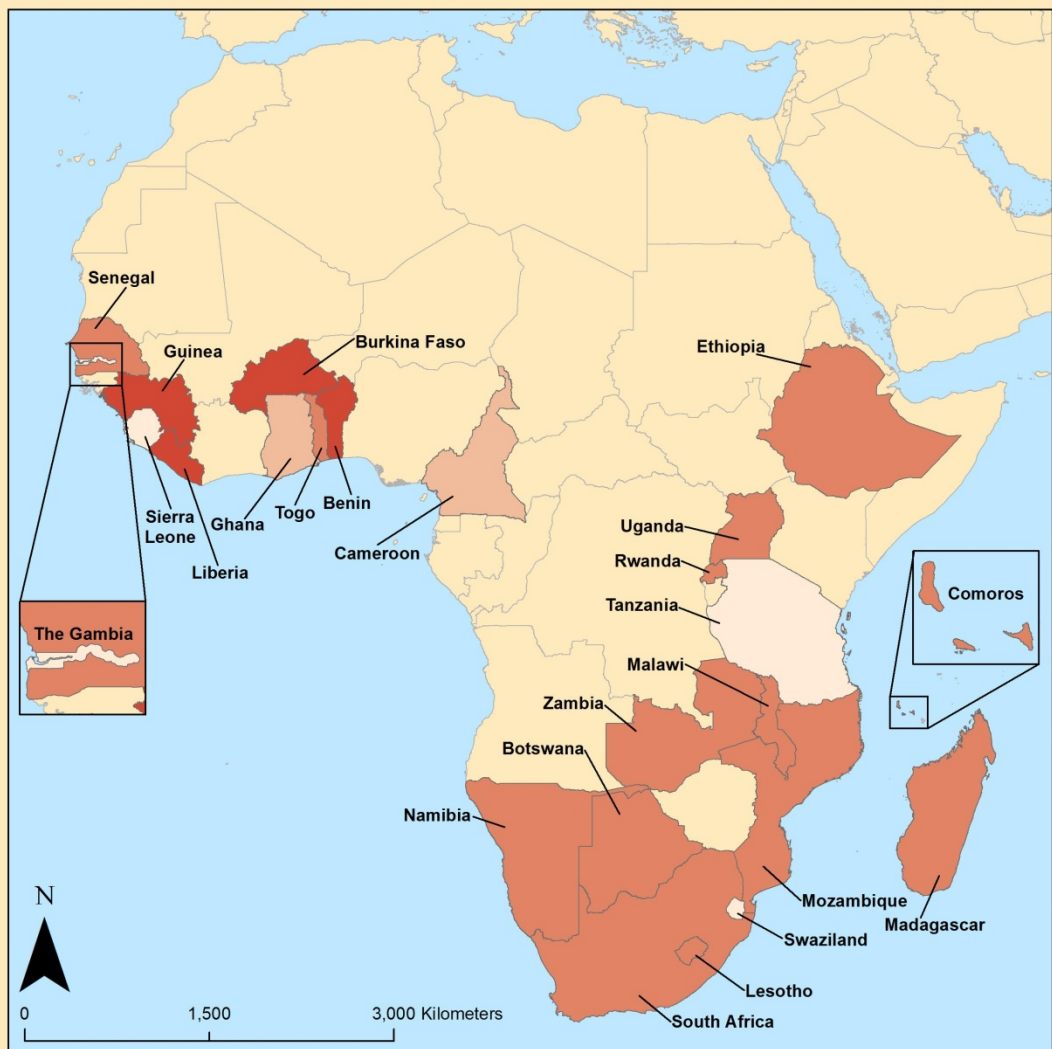 Senegal
Guinea
Burkina Faso
Ethiopia
Sierra
Leone
Ghana
Togo
Benin
Liberia
Cameroon
Uganda
Rwanda
Tanzania
Comoros
The Gambia
Malawi
Zambia
Botswana
Namibia
Mozambique
Madagascar
Swaziland
Lesotho
South Africa
N
0 1,500 3,000 Kilometers